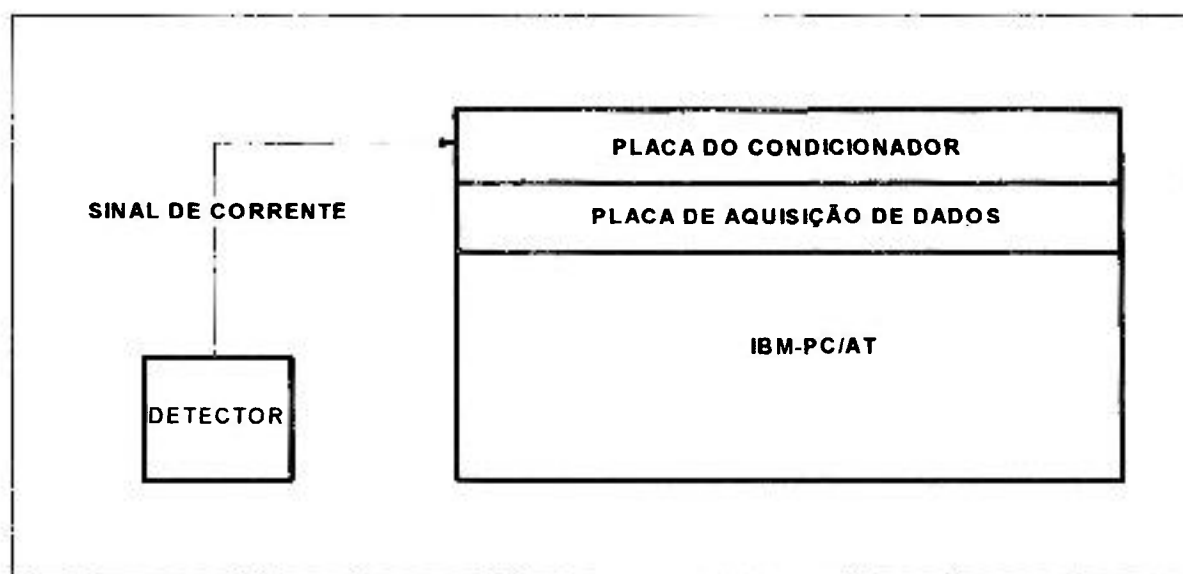 PLACA DO CONDICIONADOR
SINAL DE CORRENTE
PLACA DE AQUISIÇÃO DE DADOS
IBM-PC/AT
DETECTOR